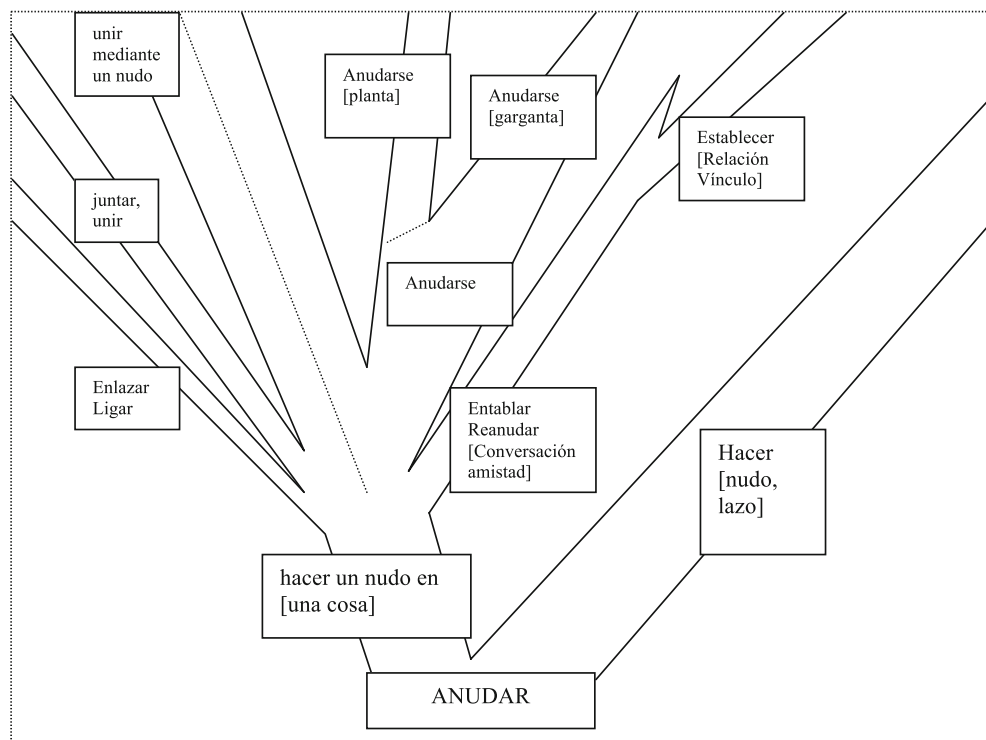 unir
mediante
un nudo
Anudarse
[planta]
Anudarse
[garganta]
Establecer
[Relación
Vínculo]
juntar,
unir
Anudarse
Enlazar
Ligar
Entablar
Reanudar
[Conversación
amistad]
Hacer
[nudo,
lazo]
hacer un nudo en
[una cosa]
ANUDAR